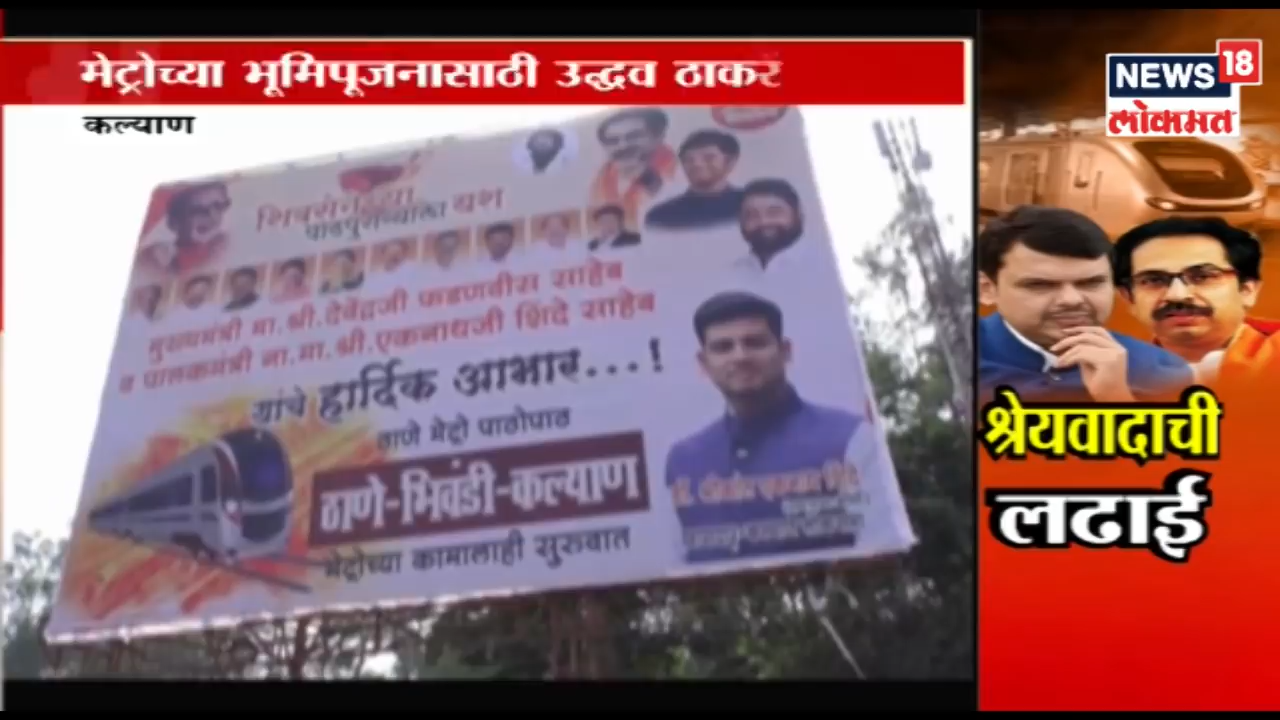 मेट्रोच्या भूमिपूजनासाठी उद्धव ठाकरे
NEWS 18
लोकमत
कल्याण
शिवसेनेच्या
पाठपुराव्याला यश
मुख्यमंत्री मा.श्री.देवेंद्रजी फडणवीस साहेब
व पालकमंत्री ना.मा.श्री.एकनाथजी शिंदे साहेब
यांचे हार्दिक आभार...!
ठाणे मेट्रो पाठोपाठ
ठाणे-भिवंडी-कल्याण
मेट्रोच्या कामालाही सुरुवात
श्रेयवादाची
लढाई